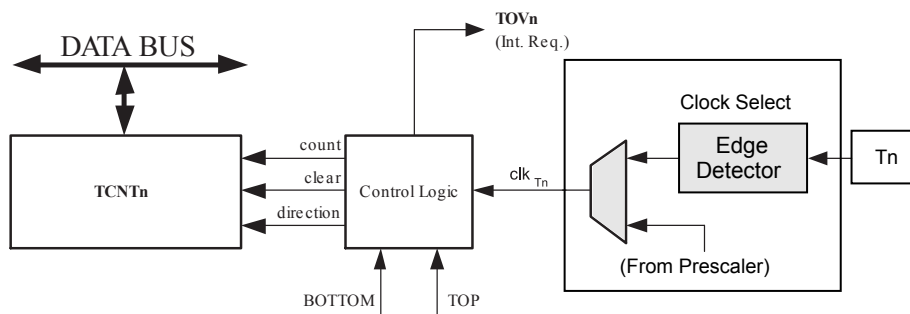 TOVn
(Int. Req.)
DATA BUS
Clock Select
Edge
Detector
Tn
TCNTn
count
clear
direction
Control Logic
clk Tn
(From Prescaler)
BOTTOM
TOP